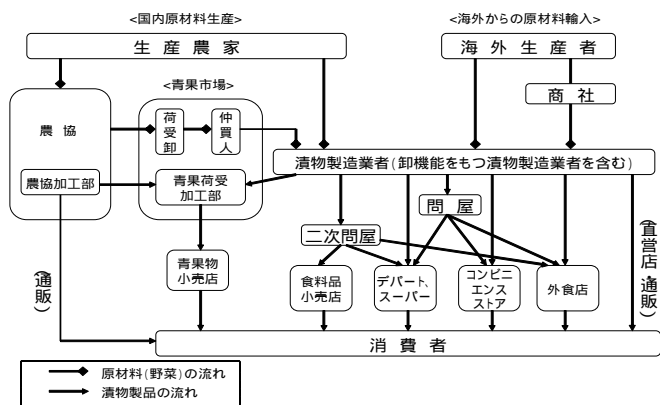 <国内原材料生産>
<海外からの原材料輸入>
生産農家
海外生産者
<青果市場>
商社
農協
荷受卸
仲買人
漬物製造業者(卸機能をもつ漬物製造業者を含む)
農協加工部
青果荷受
加工部
問屋
二次問屋
(通販)
青果物
小売店
食料品
小売店
デパート、
スーパー
コンビニ
エンス
ストア
外食店
(直営店・通販)
消費者
原材料(野菜)の流れ
漬物製品の流れ